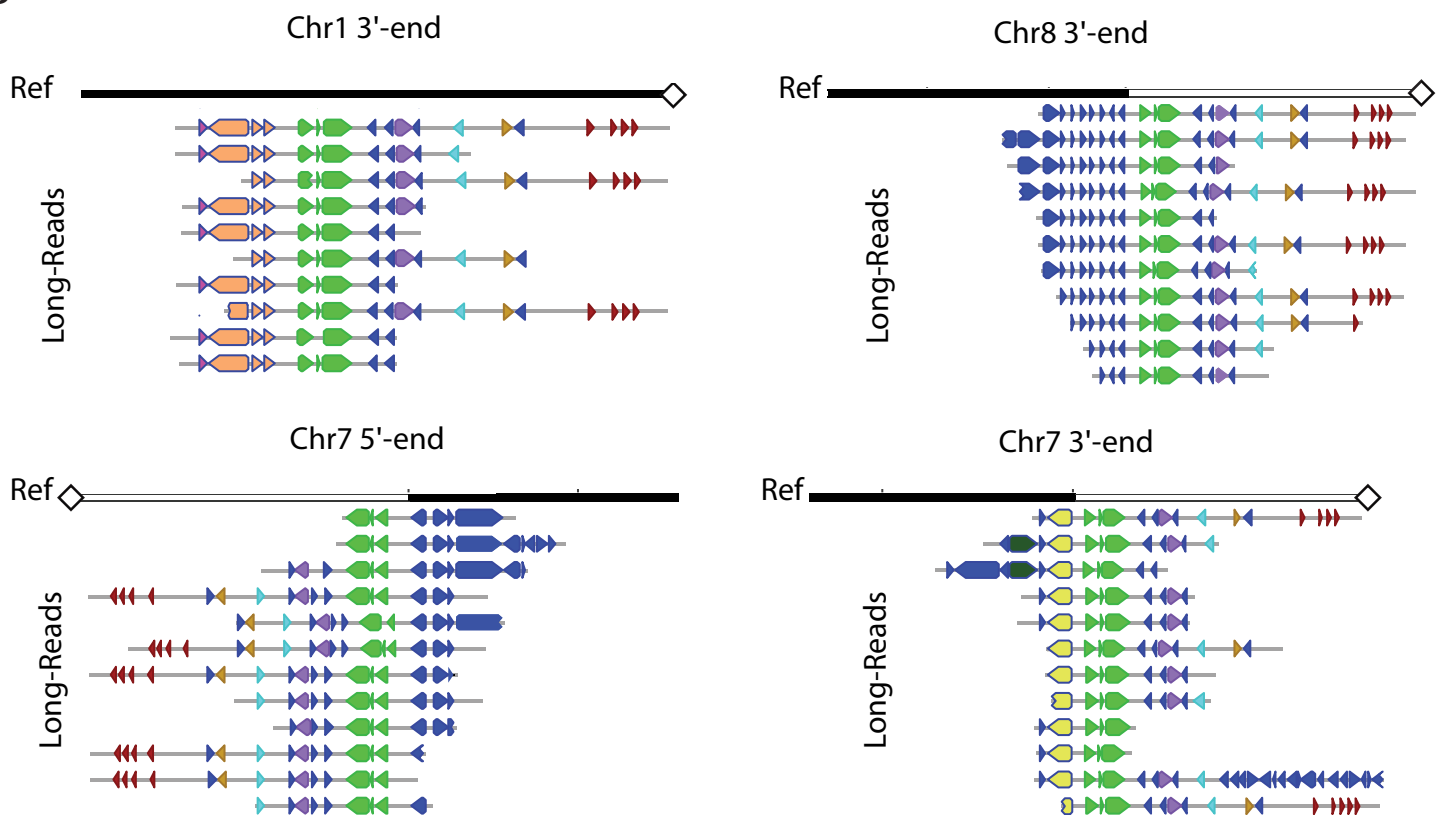 Chr1 3'-end
Ref
Long-Reads
Chr8 3'-end
Ref
Long-Reads
Chr7 5'-end
Ref
Long-Reads
Chr7 3'-end
Ref
Long-Reads